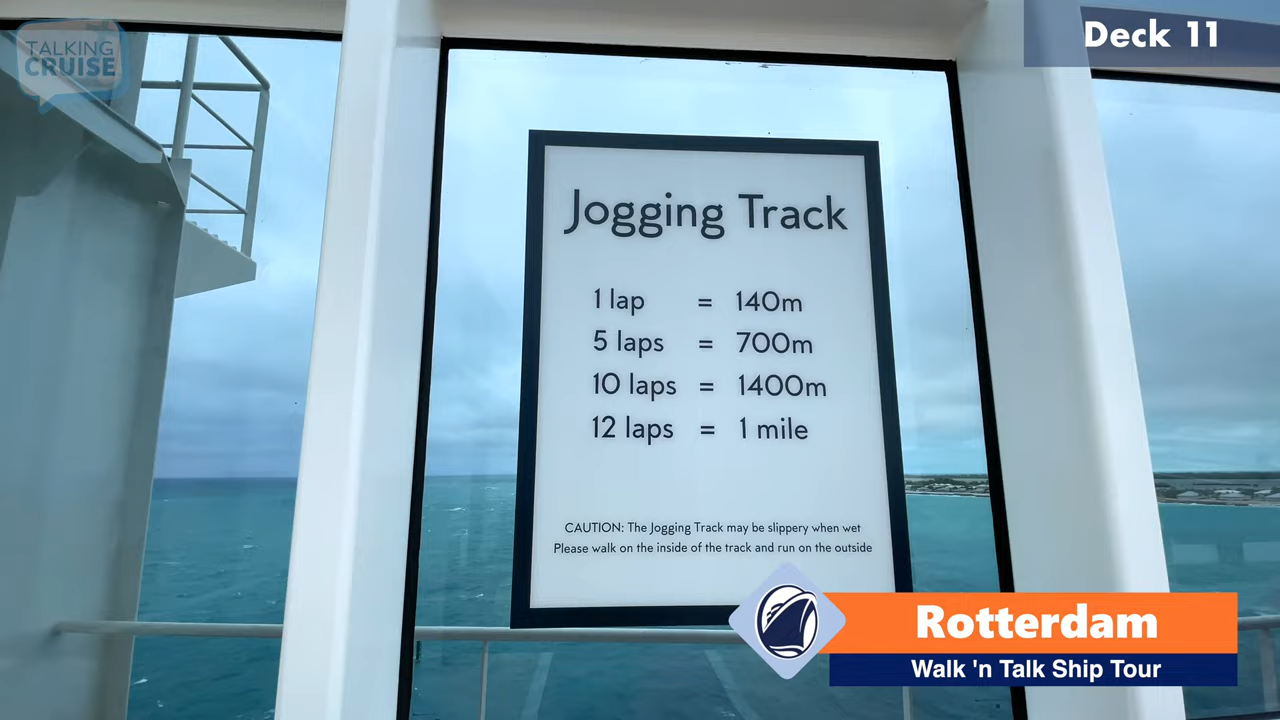 TALKING
CRUISE
Deck 11
Jogging Track
1 lap = 140m
5 laps = 700m
10 laps = 1400m
12 laps = 1 mile
CAUTION: The Jogging Track may be slippery when wet
Please walk on the inside of the track and run on the outside
Rotterdam
Walk 'n Talk Ship Tour